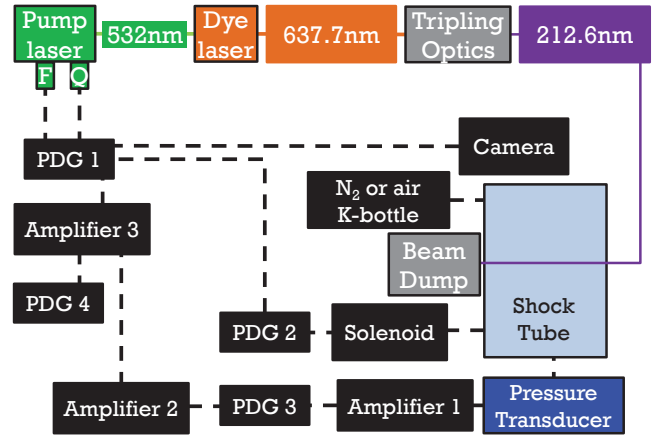 Pump
laser
532nm
Dye
laser
637.7nm
Tripling
Optics
212.6nm
F
Q
PDG 1
Camera
N₂ or air
K-bottle
Amplifier 3
Beam
Dump
PDG 4
Shock
Tube
PDG 2
Solenoid
Amplifier 2
PDG 3
Amplifier 1
Pressure
Transducer